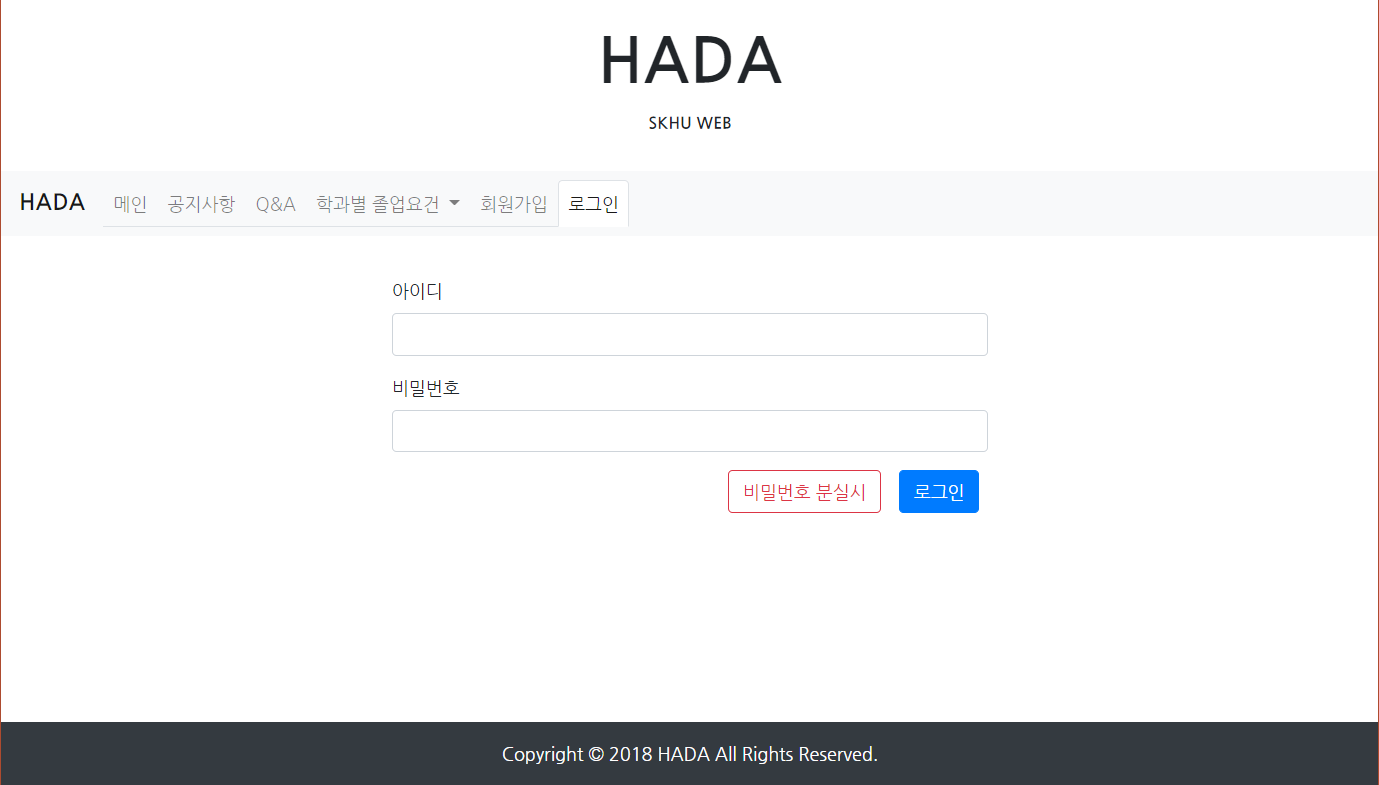 HADA
SKHU WEB
HADA 메인 공지사항 Q&A 학과별 졸업요건 회원가입 로그인
아이디
비밀번호
비밀번호 분실시 로그인
Copyright © 2018 HADA All Rights Reserved.